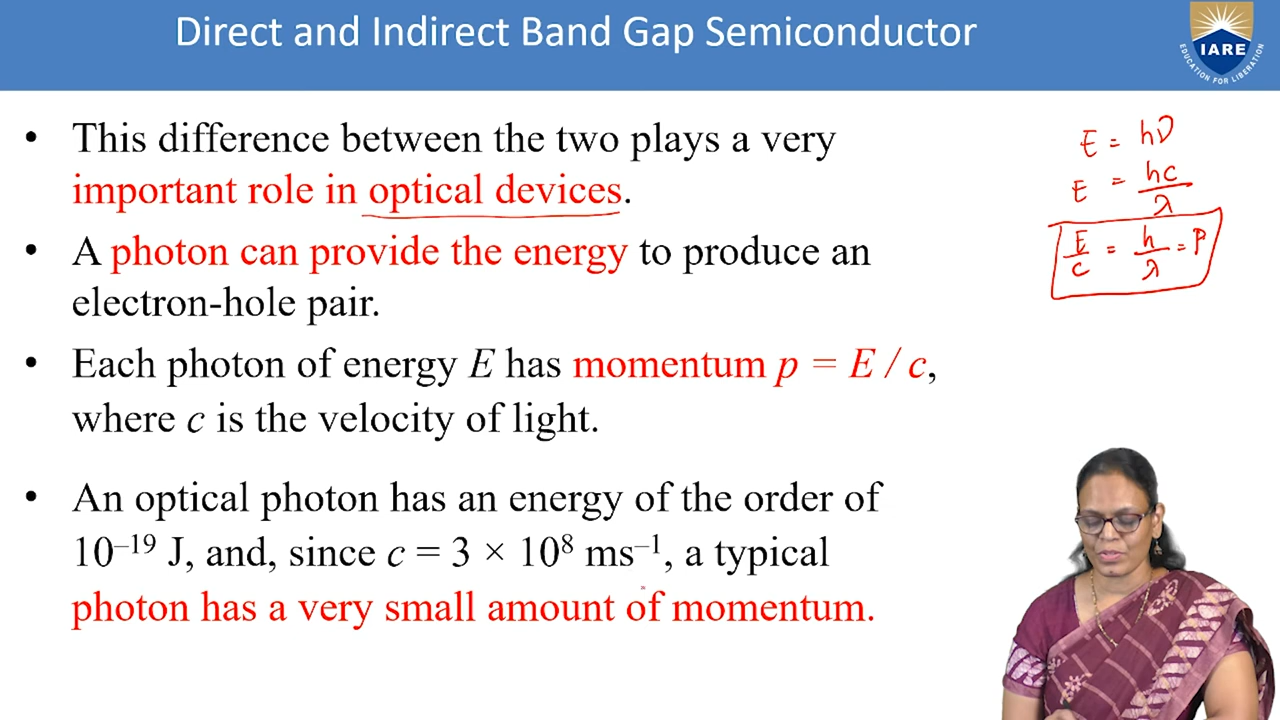 Direct and Indirect Band Gap Semiconductor
IARE
EDUCATION FOR LIBERATION
• This difference between the two plays a very
important role in optical devices.
• A photon can provide the energy to produce an
electron-hole pair.
• Each photon of energy E has momentum p = E / c,
where c is the velocity of light.
• An optical photon has an energy of the order of
10⁻¹⁹ J, and, since c = 3 × 10⁸ ms⁻¹, a typical
photon has a very small amount of momentum.
E = hν
E = hc/λ
E/c = h/λ = P